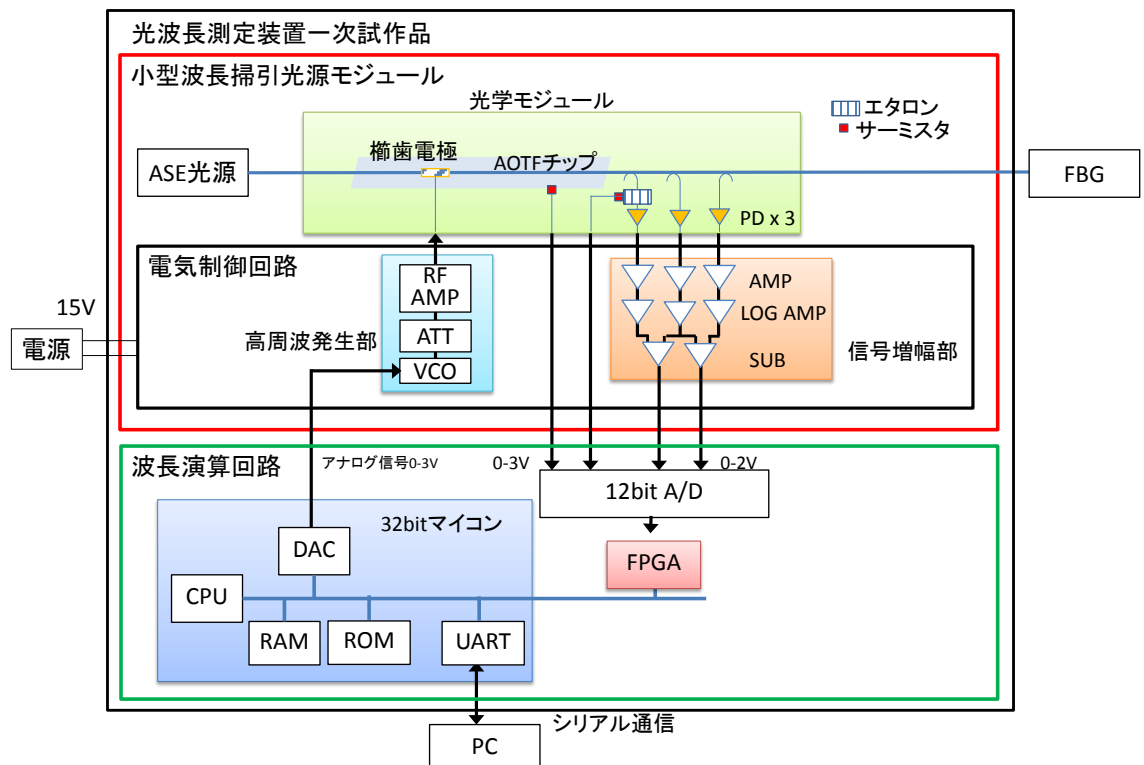 光波長測定装置一次試作品
小型波長掃引光源モジュール
光学モジュール
エタロン
サーミスタ
櫛歯電極
AOTFチップ
ASE光源
FBG
PD x 3
電気制御回路
RF
AMP
AMP
15V
LOG AMP
高周波発生部
ATT
電源
信号増幅部
VCO
SUB
波長演算回路
アナログ信号0-3V
0-3V
0-2V
12bit A/D
32bitマイコン
DAC
FPGA
CPU
RAM
ROM
UART
シリアル通信
PC